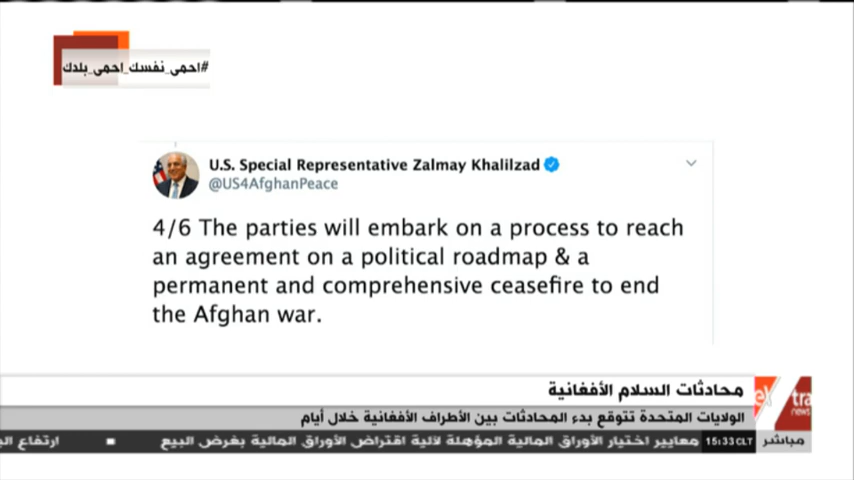 #احمى_نفسك_احمى_بلدك
U.S. Special Representative Zalmay Khalilzad
@US4AfghanPeace
4/6 The parties will embark on a process to reach
an agreement on a political roadmap & a
permanent and comprehensive ceasefire to end
the Afghan war.
محادثات السلام الأفغانية
الولايات المتحدة تتوقع بدء المحادثات بين الأطراف الأفغانية خلال أيام
مباشر
15:33 CLT
معايير اختيار الأوراق المالية المؤهلة لآلية اقتراض الأوراق المالية بغرض البيع
ارتفاع
extra
news